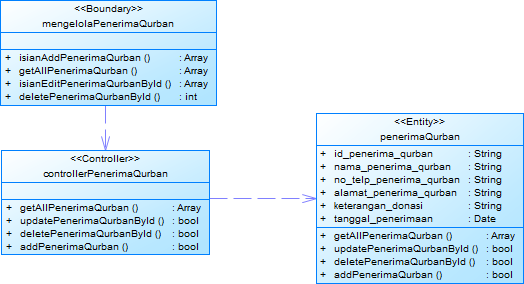 <<Boundary>>
mengelolaPenerimaQurban
+ isianAddPenerimaQurban () : Array
+ getAllPenerimaQurban () : Array
+ isianEditPenerimaQurbanById () : Array
+ deletePenerimaQurbanById () : int
<<Controller>>
controllerPenerimaQurban
+ getAllPenerimaQurban () : Array
+ updatePenerimaQurbanById () : bool
+ deletePenerimaQurbanById () : bool
+ addPenerimaQurban () : bool
<<Entity>>
penerimaQurban
+ id_penerima_qurban : String
+ nama_penerima_qurban : String
+ no_telp_penerima_qurban : String
+ alamat_penerima_qurban : String
+ keterangan_donasi : String
+ tanggal_penerimaan : Date
+ getAllPenerimaQurban () : Array
+ updatePenerimaQurbanById () : bool
+ deletePenerimaQurbanById () : bool
+ addPenerimaQurban () : bool